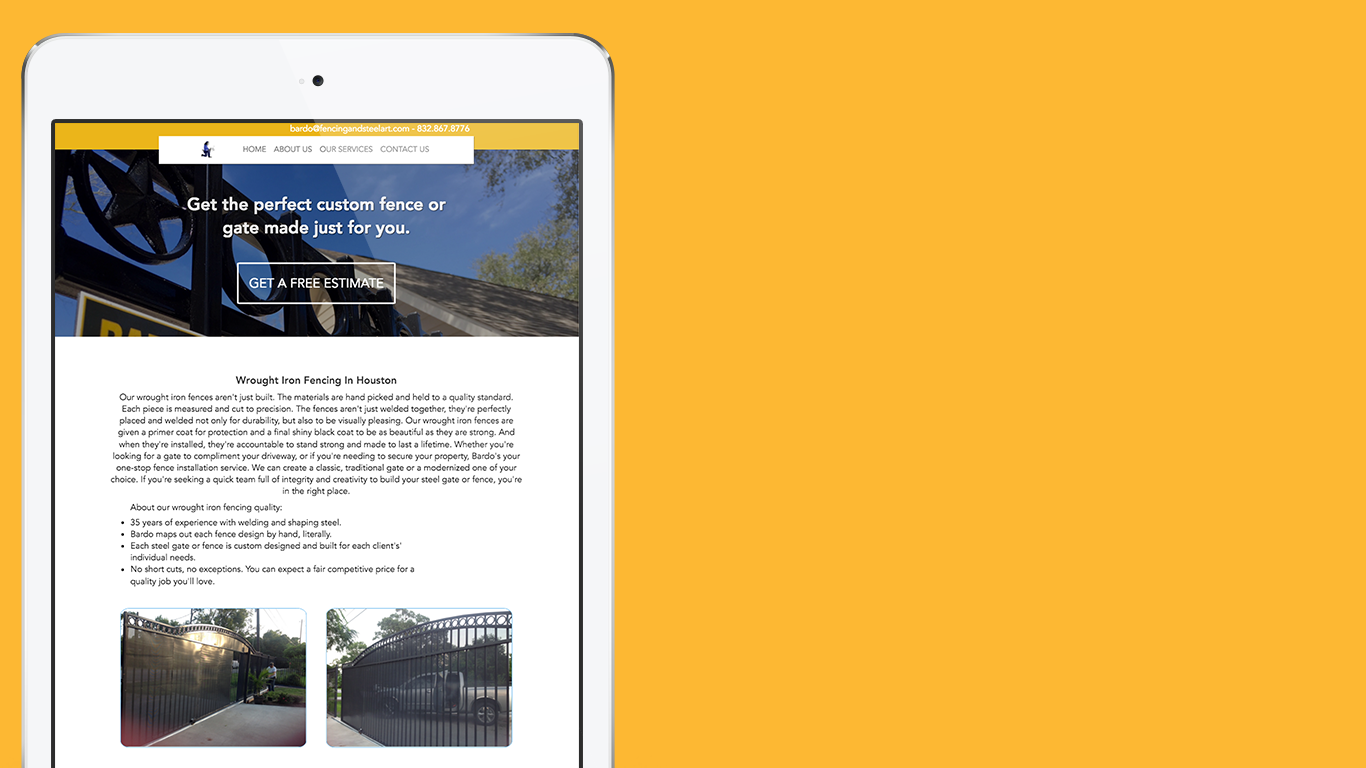 bardo@fencingandsteelart.com - 832.867.8776
HOME ABOUT US OUR SERVICES CONTACT US
Get the perfect custom fence or
gate made just for you.
GET A FREE ESTIMATE
Wrought Iron Fencing In Houston
Our wrought iron fences aren't just built. The materials are hand picked and held to a quality standard.
Each piece is measured and cut to precision. The fences aren't just welded together, they're perfectly
placed and welded not only for durability, but also to be visually pleasing. Our wrought iron fences are
given a primer coat for protection and a final shiny black coat to be as beautiful as they are strong. And
when they're installed, they're accountable to stand strong and made to last a lifetime. Whether you're
looking for a gate to compliment your driveway, or if you're needing to secure your property, Bardo's your
one-stop fence installation service. We can create a classic, traditional gate or a modernized one of your
choice. If you're seeking a quick team full of integrity and creativity to build your steel gate or fence, you're
in the right place.
About our wrought iron fencing quality:
• 35 years of experience with welding and shaping steel.
• Bardo maps out each fence design by hand, literally.
• Each steel gate or fence is custom designed and built for each client's'
individual needs.
• No short cuts, no exceptions. You can expect a fair competitive price for a
quality job you'll love.